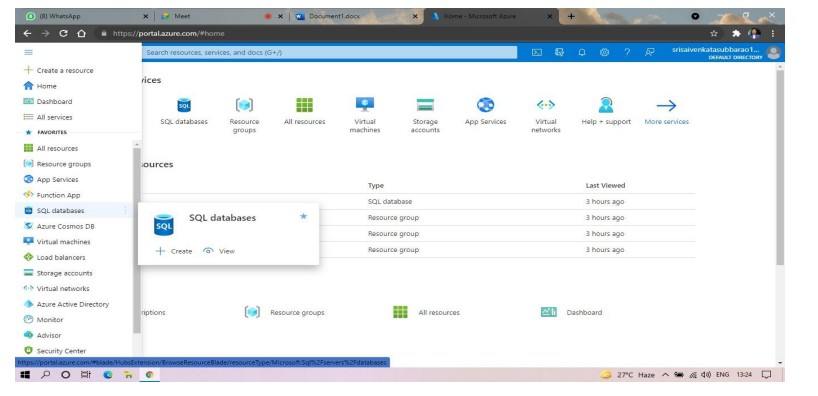 (8) WhatsApp
Meet
Document1.docx
Home - Microsoft Azure
https://portal.azure.com/#home
Search resources, services, and docs (G+/)
srisaivenkatasubbarao1...
DEFAULT DIRECTORY
Create a resource
Home
Dashboard
All services
FAVORITES
All resources
Resource groups
App Services
Function App
SQL databases
Azure Cosmos DB
Virtual machines
Load balancers
Storage accounts
Virtual networks
Azure Active Directory
Monitor
Advisor
Security Center
vices
SQL databases
Resource groups
All resources
Virtual machines
Storage accounts
App Services
Virtual networks
Help + support
More services
ources
Type
Last Viewed
SQL database
3 hours ago
Resource group
3 hours ago
Resource group
3 hours ago
Resource group
3 hours ago
SQL
SQL databases
Create
View
riptions
Resource groups
All resources
Dashboard
https://portal.azure.com/#blade/HubsExtension/BrowseResourceBlade/resourceType/Microsoft.Sql%2Fservers%2Fdatabases
27°C Haze
ENG
13:24